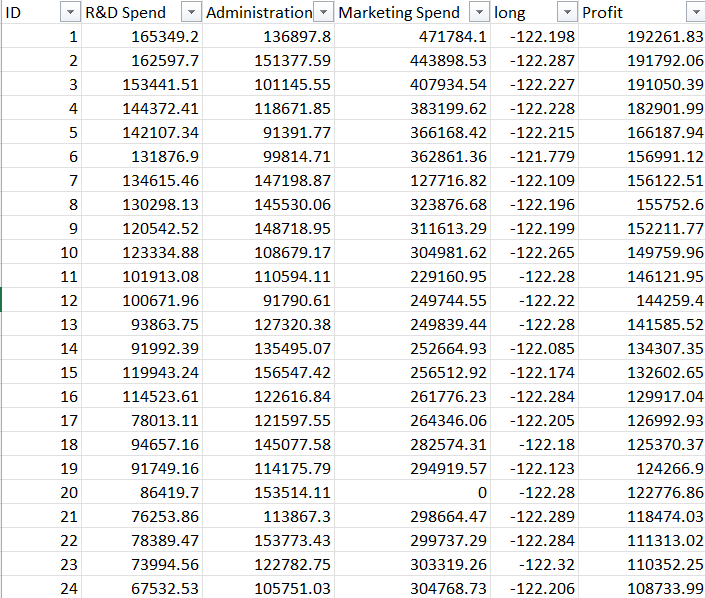 ID R&D Spend Administration Marketing Spend long Profit
1 165349.2 136897.8 471784.1 -122.198 192261.83
2 162597.7 151377.59 443898.53 -122.287 191792.06
3 153441.51 101145.55 407934.54 -122.227 191050.39
4 144372.41 118671.85 383199.62 -122.228 182901.99
5 142107.34 91391.77 366168.42 -122.215 166187.94
6 131876.9 99814.71 362861.36 -121.779 156991.12
7 134615.46 147198.87 127716.82 -122.109 156122.51
8 130298.13 145530.06 323876.68 -122.196 155752.6
9 120542.52 148718.95 311613.29 -122.199 152211.77
10 123334.88 108679.17 304981.62 -122.265 149759.96
11 101913.08 110594.11 229160.95 -122.28 146121.95
12 100671.96 91790.61 249744.55 -122.22 144259.4
13 93863.75 127320.38 249839.44 -122.28 141585.52
14 91992.39 135495.07 252664.93 -122.085 134307.35
15 119943.24 156547.42 256512.92 -122.174 132602.65
16 114523.61 122616.84 261776.23 -122.284 129917.04
17 78013.11 121597.55 264346.06 -122.205 126992.93
18 94657.16 145077.58 282574.31 -122.18 125370.37
19 91749.16 114175.79 294919.57 -122.123 124266.9
20 86419.7 153514.11 0 -122.28 122776.86
21 76253.86 113867.3 298664.47 -122.289 118474.03
22 78389.47 153773.43 299737.29 -122.284 111313.02
23 73994.56 122782.75 303319.26 -122.32 110352.25
24 67532.53 105751.03 304768.73 -122.206 108733.99